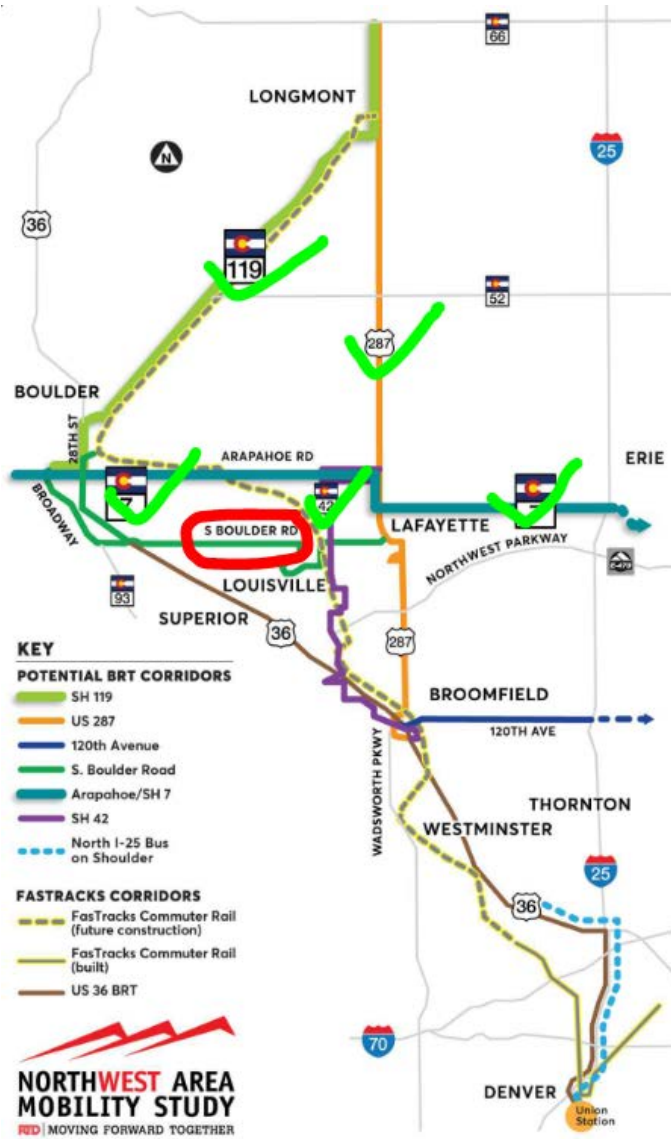 66
LONGMONT
25
N
36
119
52
287
BOULDER
28TH ST
ARAPAHOE RD
ERIE
7
42
BROADWAY
S BOULDER RD
LAFAYETTE
NORTHWEST PARKWAY
E-470
LOUISVILLE
93
SUPERIOR
36
287
KEY
POTENTIAL BRT CORRIDORS
SH 119
US 287
120th Avenue
S. Boulder Road
Arapahoe/SH 7
SH 42
North I-25 Bus
on Shoulder
BROOMFIELD
120TH AVE
WADSWORTH PKWY
THORNTON
WESTMINSTER
25
36
FASTRACKS CORRIDORS
FasTracks Commuter Rail
(future construction)
FasTracks Commuter Rail
(built)
US 36 BRT
70
NORTHWEST AREA
MOBILITY STUDY
RTD | MOVING FORWARD TOGETHER
DENVER
Union
Station